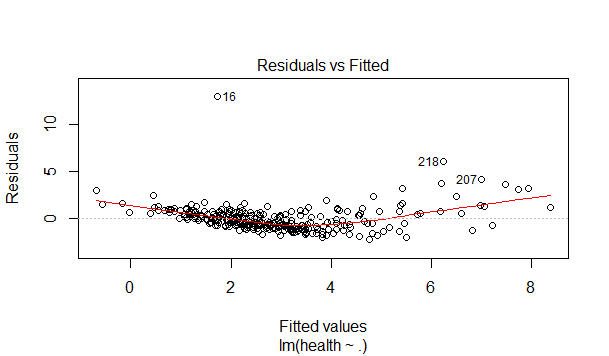 Residuals vs Fitted
Residuals
10
5
0
16
218
207
0 2 4 6 8
Fitted values
lm(health ~ .)